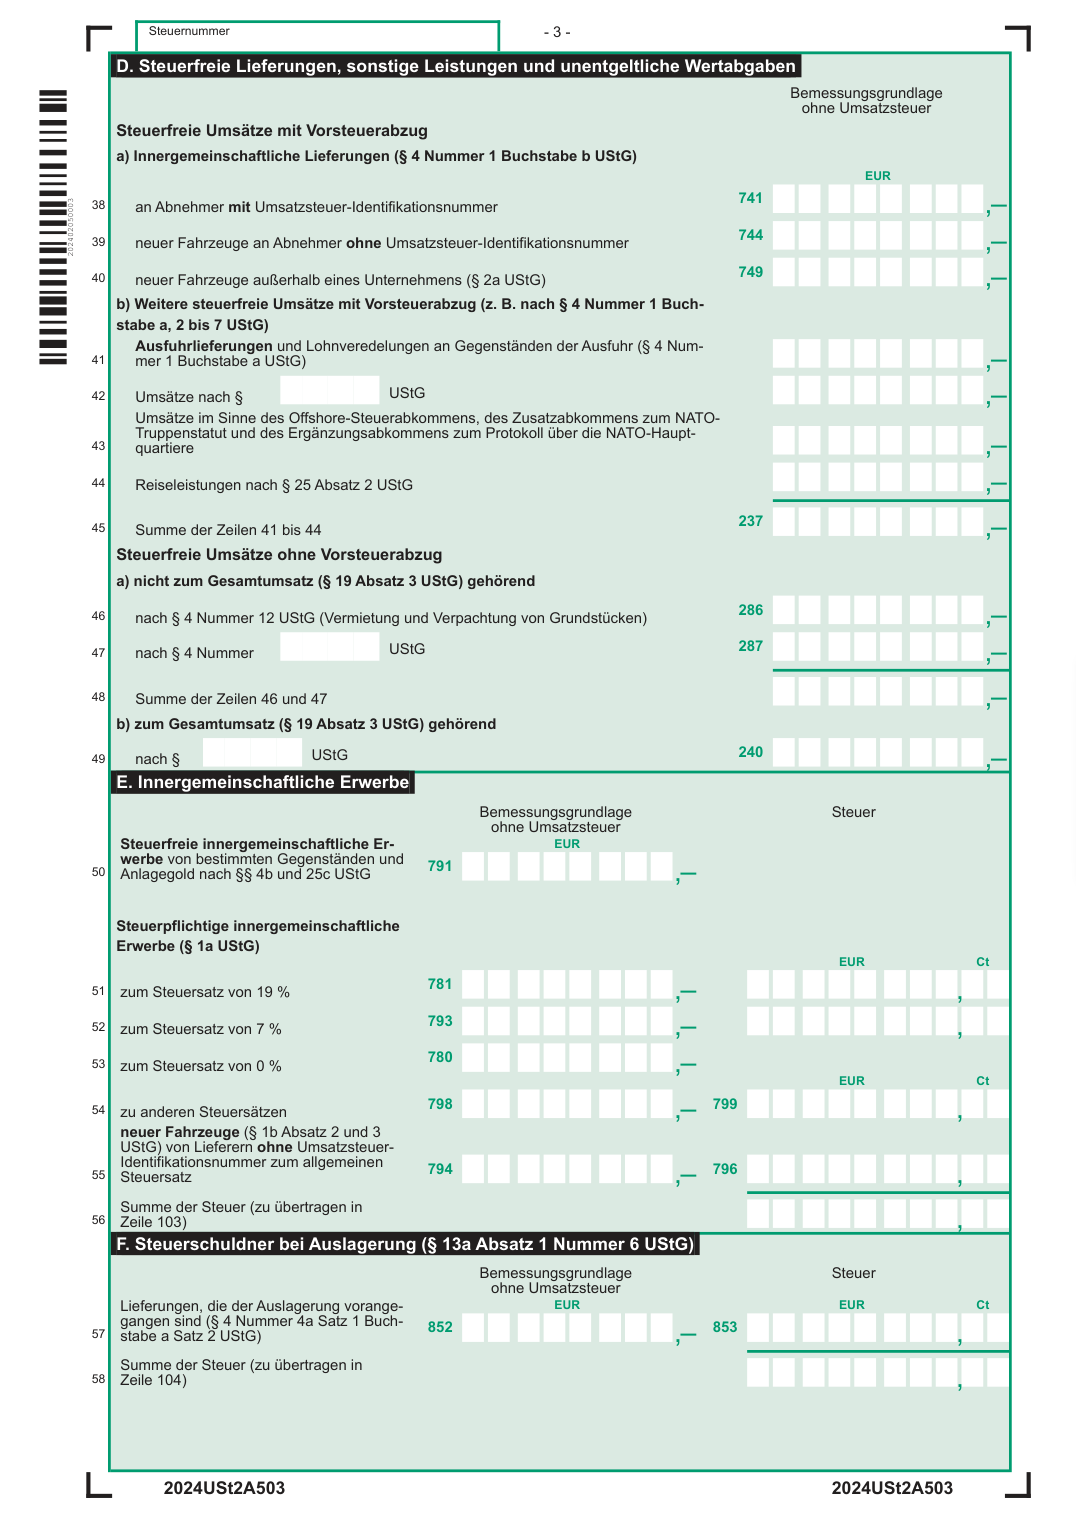 Steuernummer
- 3 -
D. Steuerfreie Lieferungen, sonstige Leistungen und unentgeltliche Wertabgaben
Bemessungsgrundlage
ohne Umsatzsteuer
Steuerfreie Umsätze mit Vorsteuerabzug
a) Innergemeinschaftliche Lieferungen (§ 4 Nummer 1 Buchstabe b UStG)
EUR
38 an Abnehmer mit Umsatzsteuer-Identifikationsnummer 741 ,—
39 neuer Fahrzeuge an Abnehmer ohne Umsatzsteuer-Identifikationsnummer 744 ,—
40 neuer Fahrzeuge außerhalb eines Unternehmens (§ 2a UStG) 749 ,—
b) Weitere steuerfreie Umsätze mit Vorsteuerabzug (z. B. nach § 4 Nummer 1 Buch-
stabe a, 2 bis 7 UStG)
Ausfuhrlieferungen und Lohnveredelungen an Gegenständen der Ausfuhr (§ 4 Num-
41 mer 1 Buchstabe a UStG) ,—
42 Umsätze nach § UStG ,—
Umsätze im Sinne des Offshore-Steuerabkommens, des Zusatzabkommens zum NATO-
Truppenstatut und des Ergänzungsabkommens zum Protokoll über die NATO-Haupt-
43 quartiere ,—
44 Reiseleistungen nach § 25 Absatz 2 UStG ,—
45 Summe der Zeilen 41 bis 44 237 ,—
Steuerfreie Umsätze ohne Vorsteuerabzug
a) nicht zum Gesamtumsatz (§ 19 Absatz 3 UStG) gehörend
46 nach § 4 Nummer 12 UStG (Vermietung und Verpachtung von Grundstücken) 286 ,—
47 nach § 4 Nummer UStG 287 ,—
48 Summe der Zeilen 46 und 47 ,—
b) zum Gesamtumsatz (§ 19 Absatz 3 UStG) gehörend
49 nach § UStG 240 ,—
E. Innergemeinschaftliche Erwerbe
Bemessungsgrundlage Steuer
ohne Umsatzsteuer
Steuerfreie innergemeinschaftliche Er- EUR
werbe von bestimmten Gegenständen und
50 Anlagegold nach §§ 4b und 25c UStG 791 ,—
Steuerpflichtige innergemeinschaftliche
Erwerbe (§ 1a UStG)
EUR Ct
51 zum Steuersatz von 19 % 781 ,— ,
52 zum Steuersatz von 7 % 793 ,— ,
53 zum Steuersatz von 0 % 780 ,—
EUR Ct
54 zu anderen Steuersätzen 798 ,— 799 ,
neuer Fahrzeuge (§ 1b Absatz 2 und 3
UStG) von Lieferern ohne Umsatzsteuer-
Identifikationsnummer zum allgemeinen
55 Steuersatz 794 ,— 796 ,
Summe der Steuer (zu übertragen in
56 Zeile 103) ,
F. Steuerschuldner bei Auslagerung (§ 13a Absatz 1 Nummer 6 UStG)
Bemessungsgrundlage Steuer
ohne Umsatzsteuer
Lieferungen, die der Auslagerung vorange- EUR EUR Ct
gangen sind (§ 4 Nummer 4a Satz 1 Buch-
57 stabe a Satz 2 UStG) 852 ,— 853 ,
Summe der Steuer (zu übertragen in
58 Zeile 104) ,
2024USt2A503 2024USt2A503
202402050003